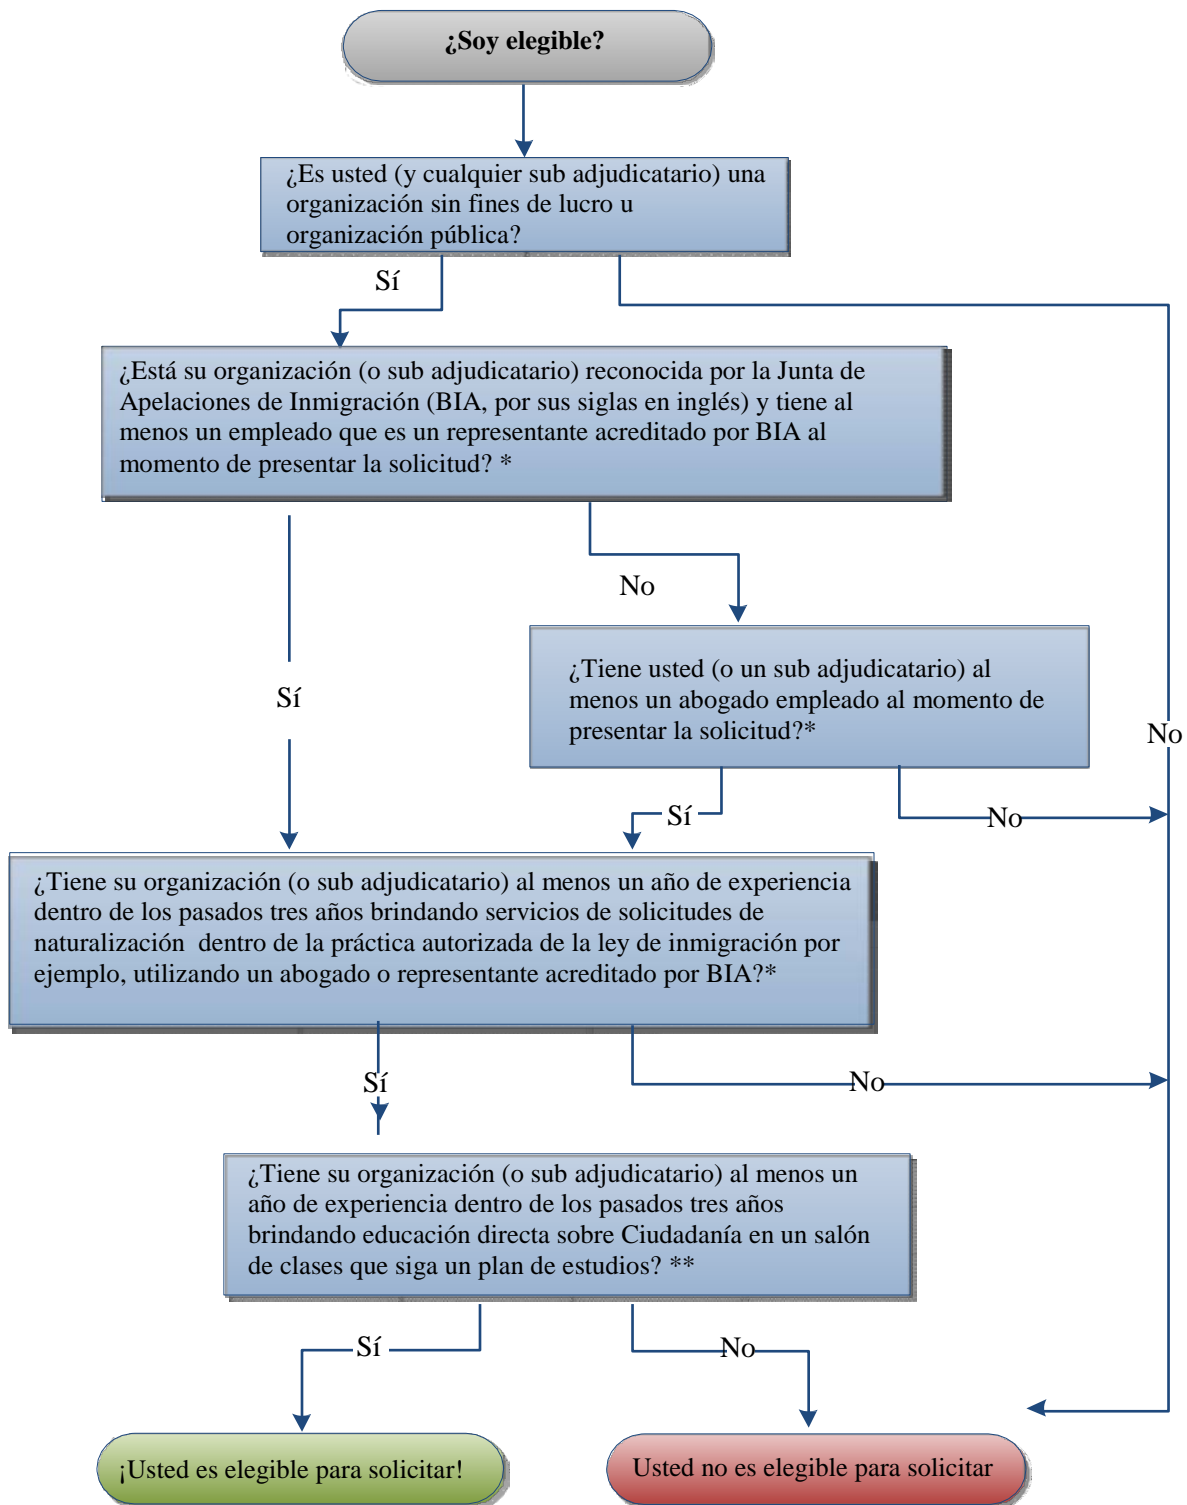 ¿Soy elegible?
¿Es usted (y cualquier sub adjudicatario) una
organización sin fines de lucro u
organización pública?
Sí
¿Está su organización (o sub adjudicatario) reconocida por la Junta de
Apelaciones de Inmigración (BIA, por sus siglas en inglés) y tiene al
menos un empleado que es un representante acreditado por BIA al
momento de presentar la solicitud? *
No
¿Tiene usted (o un sub adjudicatario) al
menos un abogado empleado al momento de
presentar la solicitud?*
Sí
No
Sí
No
¿Tiene su organización (o sub adjudicatario) al menos un año de experiencia
dentro de los pasados tres años brindando servicios de solicitudes de
naturalización dentro de la práctica autorizada de la ley de inmigración por
ejemplo, utilizando un abogado o representante acreditado por BIA?*
Sí
No
¿Tiene su organización (o sub adjudicatario) al menos un
año de experiencia dentro de los pasados tres años
brindando educación directa sobre Ciudadanía en un salón
de clases que siga un plan de estudios? **
Sí
No
¡Usted es elegible para solicitar!
Usted no es elegible para solicitar